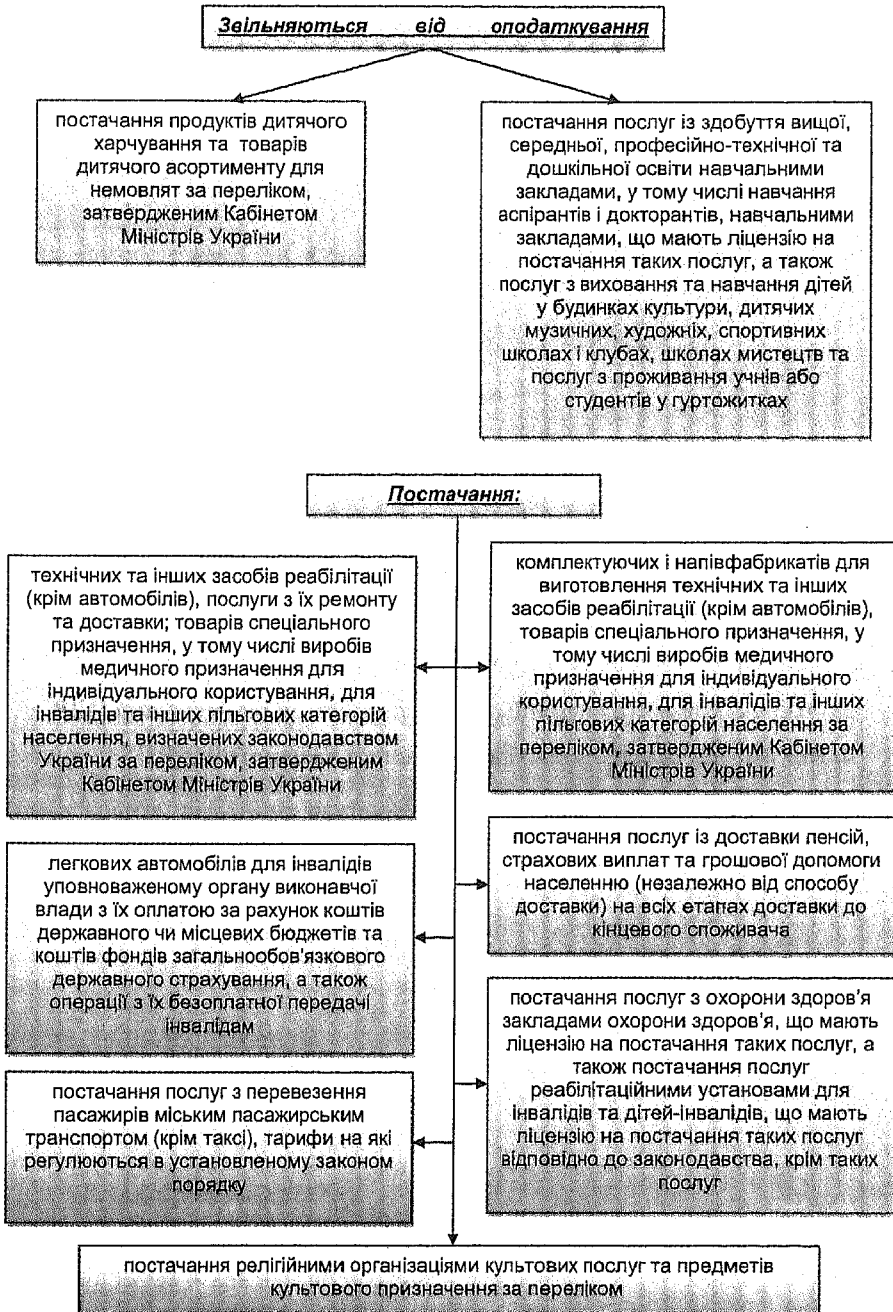 Звільняються від оподаткування
постачання продуктів дитячого
харчування та товарів
дитячого асортименту для
немовлят за переліком,
затвердженим Кабінетом
Міністрів України
постачання послуг із здобуття вищої,
середньої, професійно-технічної та
дошкільної освіти навчальними
закладами, у тому числі навчання
аспірантів і докторантів, навчальними
закладами, що мають ліцензію на
постачання таких послуг, а також
послуг з виховання та навчання дітей
у будинках культури, дитячих
музичних, художніх, спортивних
школах і клубах, школах мистецтв та
послуг з проживання учнів або
студентів у гуртожитках
Постачання:
технічних та інших засобів реабілітації
(крім автомобілів), послуги з їх ремонту
та доставки; товарів спеціального
призначення, у тому числі виробів
медичного призначення для
індивідуального користування, для
інвалідів та інших пільгових категорій
населення, визначених законодавством
України за переліком, затвердженим
Кабінетом Міністрів України
комплектуючих і напівфабрикатів для
виготовлення технічних та інших
засобів реабілітації (крім автомобілів),
товарів спеціального призначення, у
тому числі виробів медичного
призначення для індивідуального
користування, для інвалідів та інших
пільгових категорій населення за
переліком, затвердженим Кабінетом
Міністрів України
легкових автомобілів для інвалідів
уповноваженому органу виконавчої
влади з їх оплатою за рахунок коштів
державного чи місцевих бюджетів та
коштів фондів загальнообов'язкового
державного страхування, а також
операції з їх безоплатної передачі
інвалідам
постачання послуг із доставки пенсій,
страхових виплат та грошової допомоги
населенню (незалежно від способу
доставки) на всіх етапах доставки до
кінцевого споживача
постачання послуг з перевезення
пасажирів міським пасажирським
транспортом (крім таксі), тарифи на які
регулюються в установленому законом
порядку
постачання послуг з охорони здоров'я
закладами охорони здоров'я, що мають
ліцензію на постачання таких послуг, а
також постачання послуг
реабілітаційними установами для
інвалідів та дітей-інвалідів, що мають
ліцензію на постачання таких послуг
відповідно до законодавства, крім таких
послуг
постачання релігійними організаціями культових послуг та предметів
культового призначення за переліком